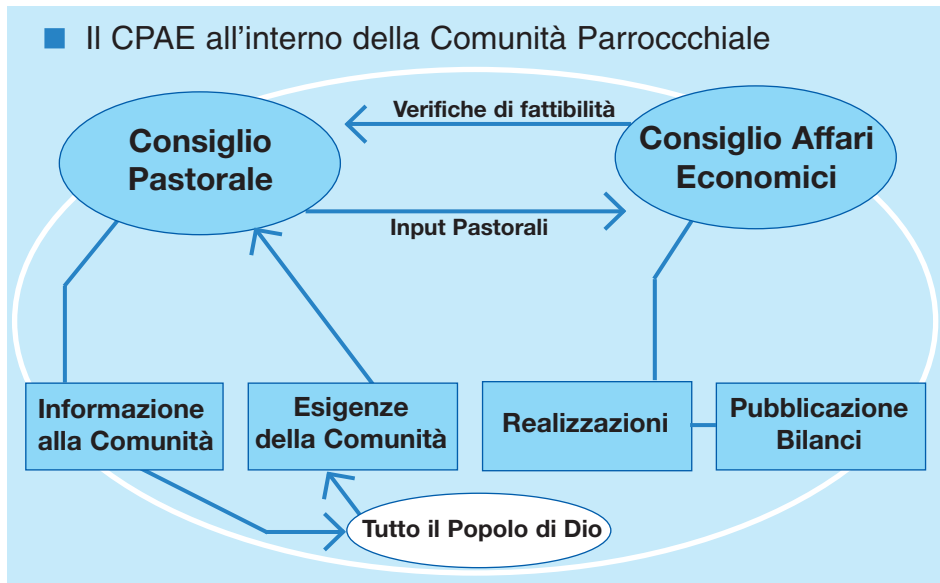 Il CPAE all'interno della Comunità Parroccchiale
Verifiche di fattibilità
Consiglio
Pastorale
Consiglio Affari
Economici
Input Pastorali
Informazione
alla Comunità
Esigenze
della Comunità
Realizzazioni
Pubblicazione
Bilanci
Tutto il Popolo di Dio